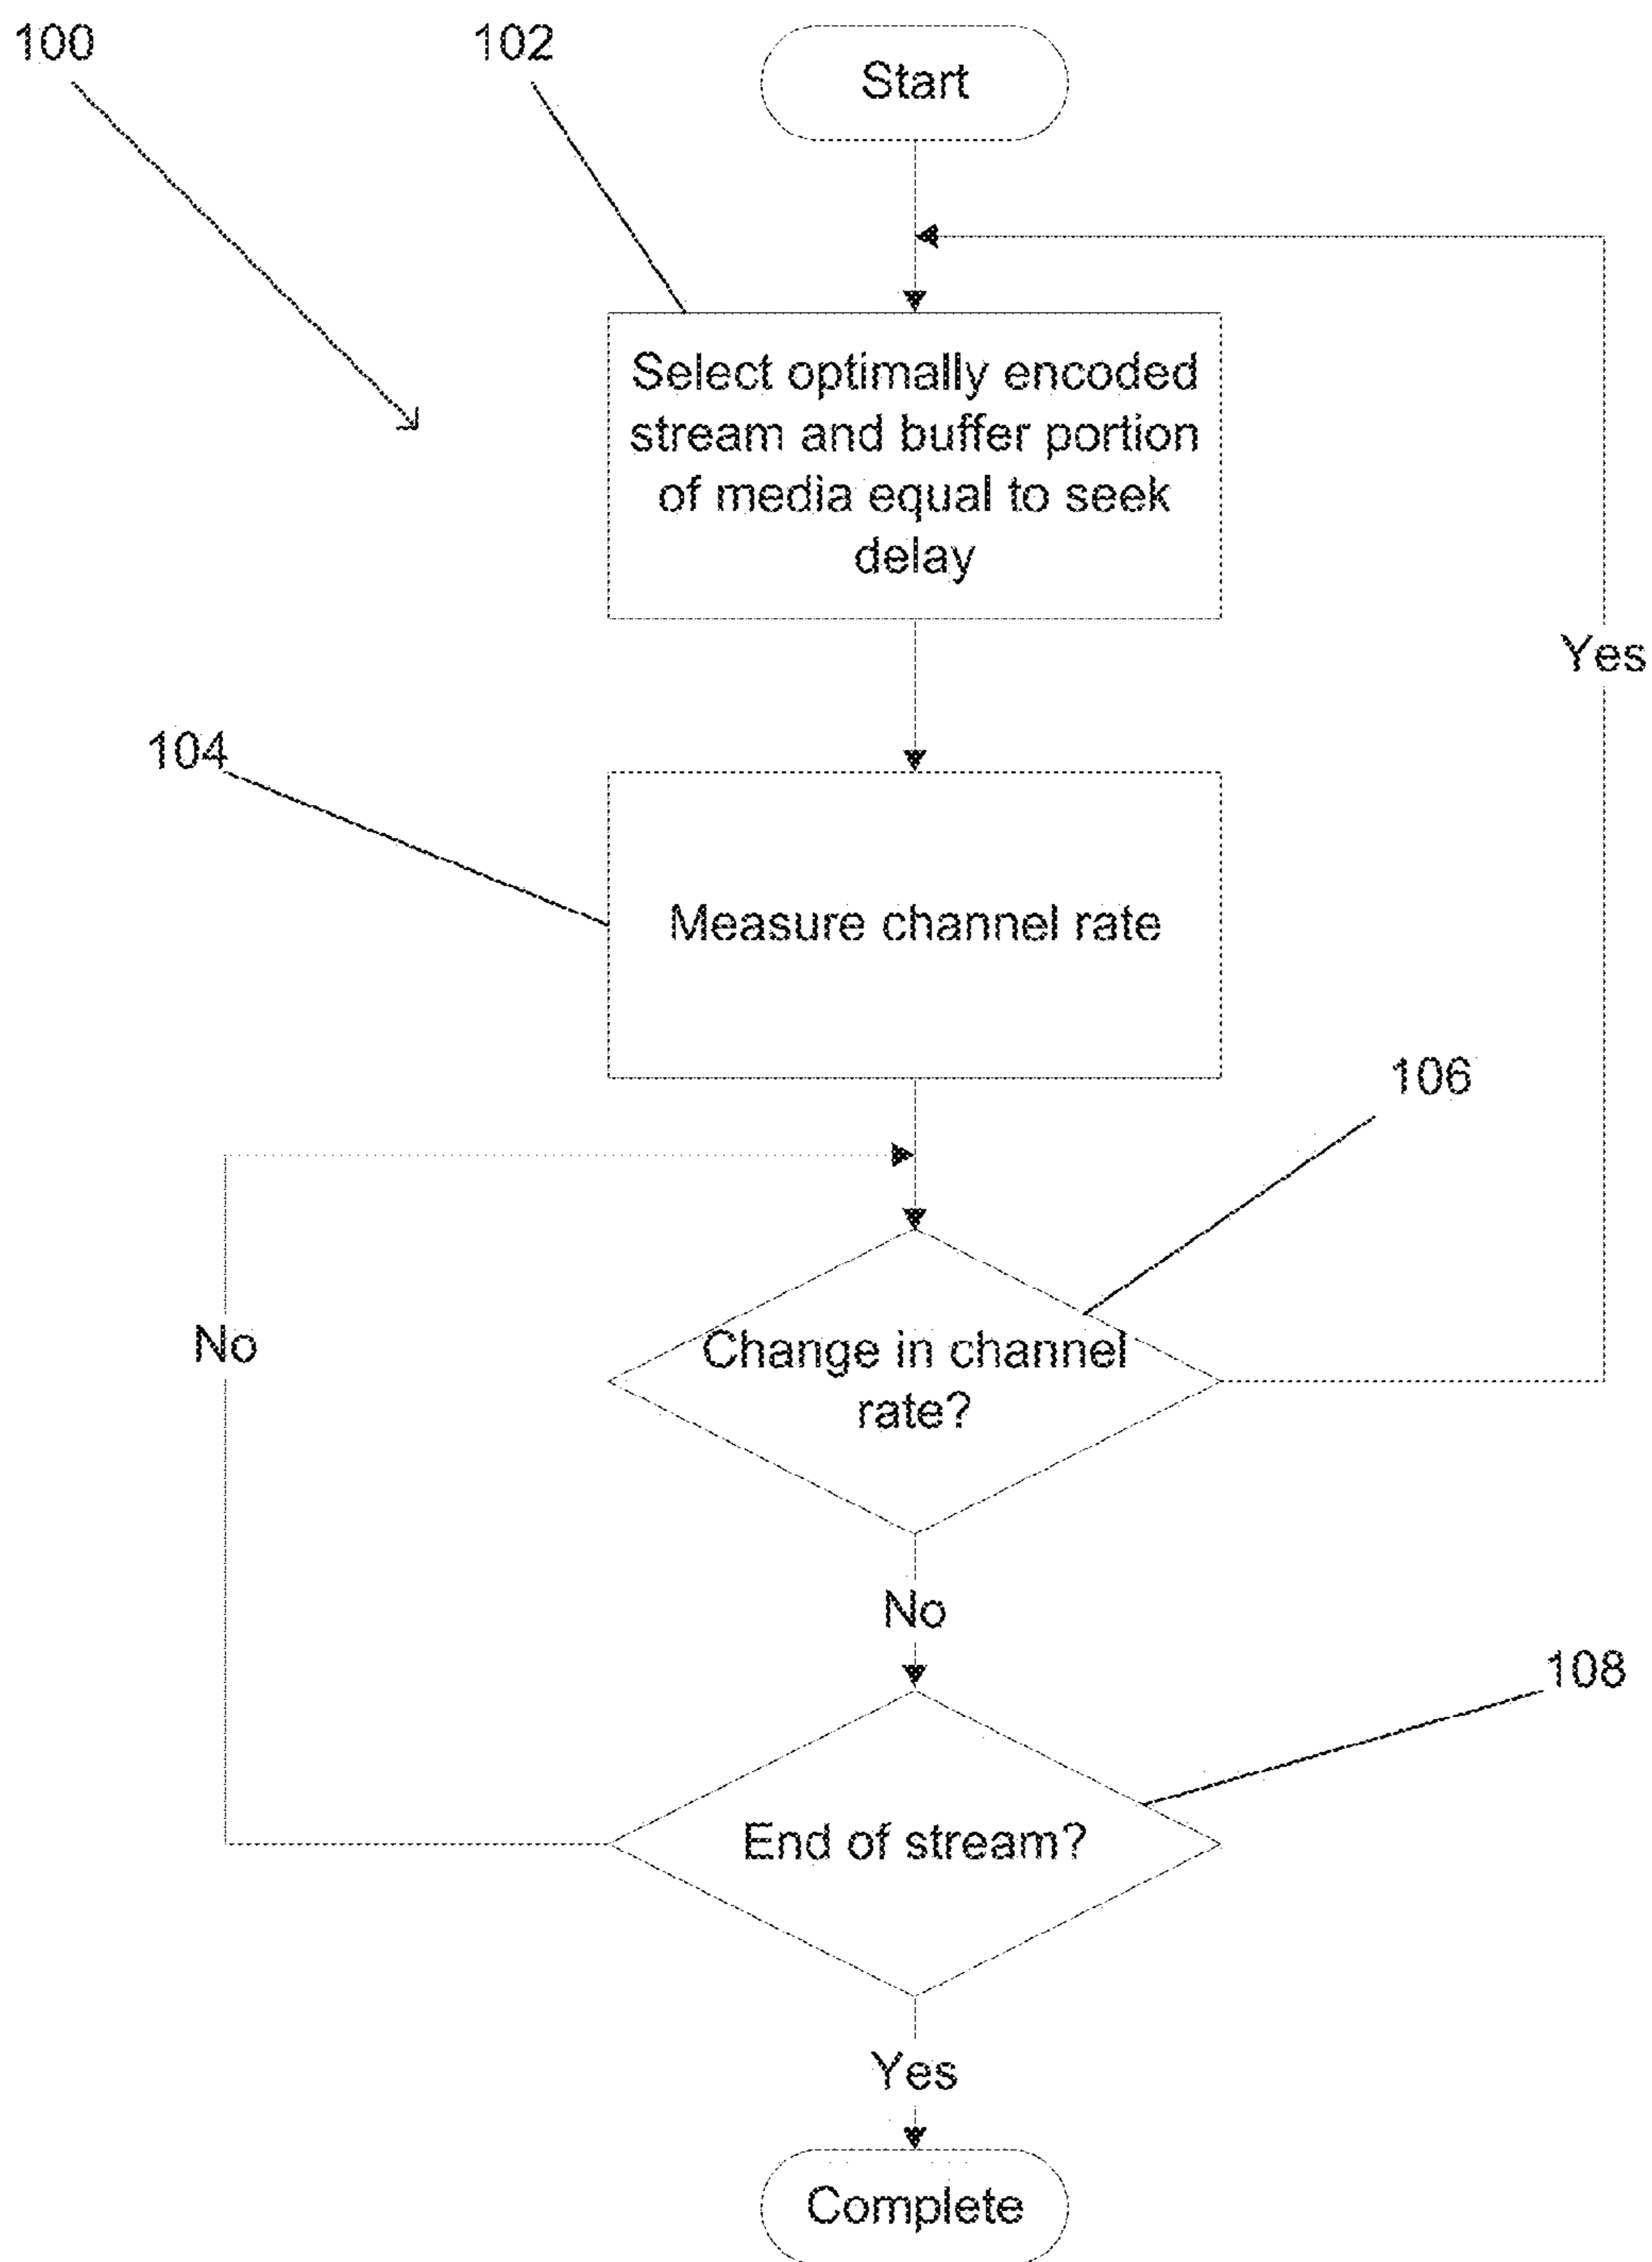 100
102
Start
Select optimally encoded
stream and buffer portion
of media equal to seek
delay
Yes
104
Measure channel rate
106
No
Change in channel
rate?
No
108
End of stream?
Yes
Complete